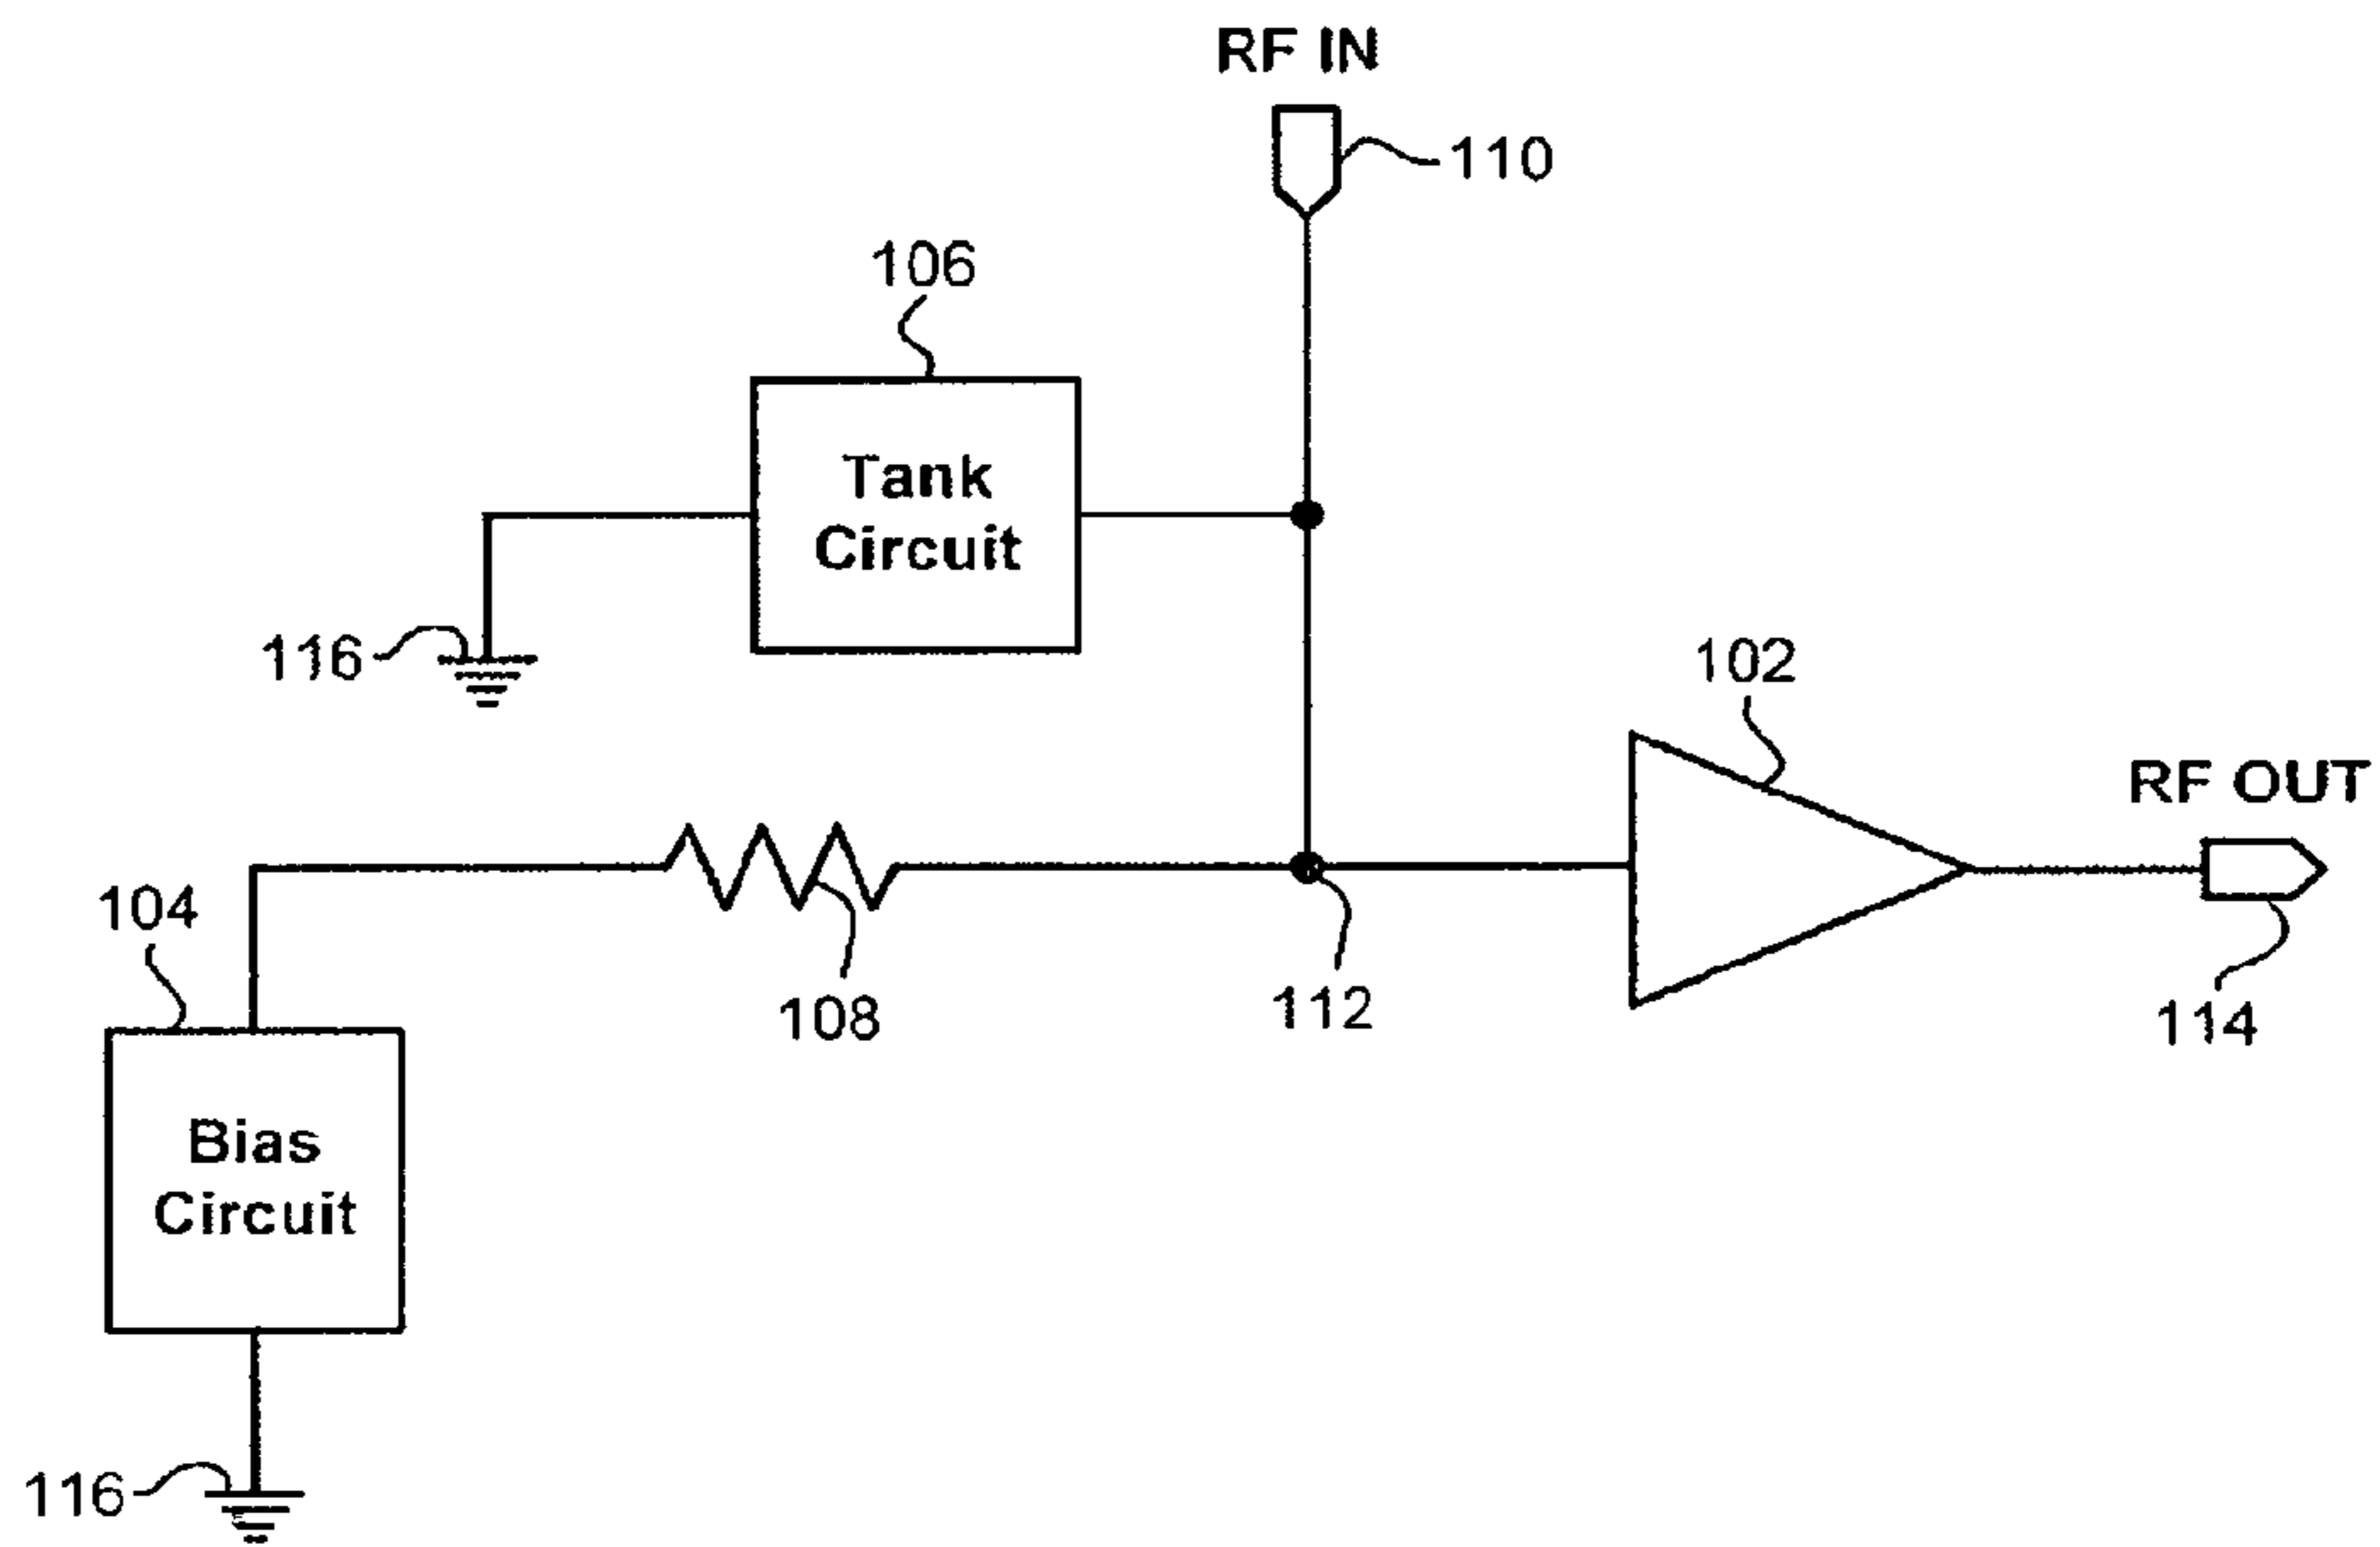 RF IN
110
106
Tank
Circuit
116
102
RF OUT
104
108
112
114
Bias
Circuit
116